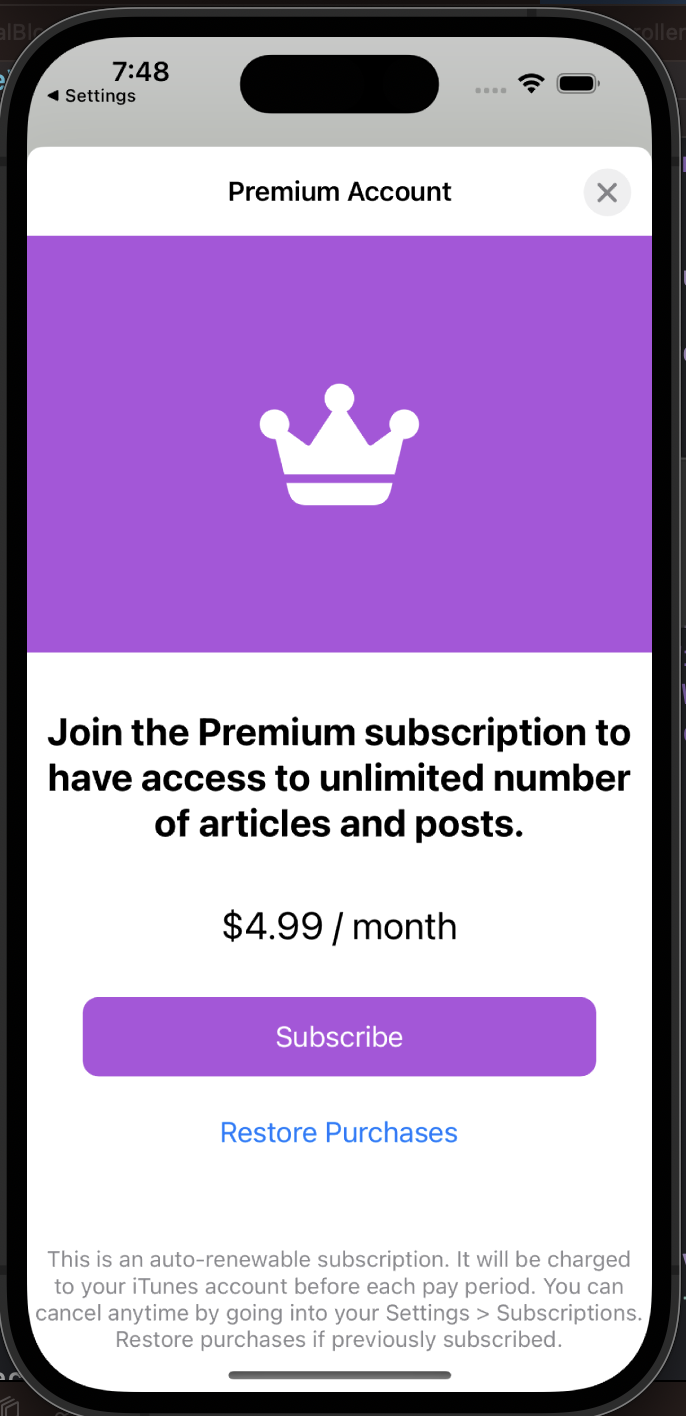 7:48
◀ Settings
Premium Account
Join the Premium subscription to
have access to unlimited number
of articles and posts.
$4.99 / month
Subscribe
Restore Purchases
This is an auto-renewable subscription. It will be charged
to your iTunes account before each pay period. You can
cancel anytime by going into your Settings > Subscriptions.
Restore purchases if previously subscribed.